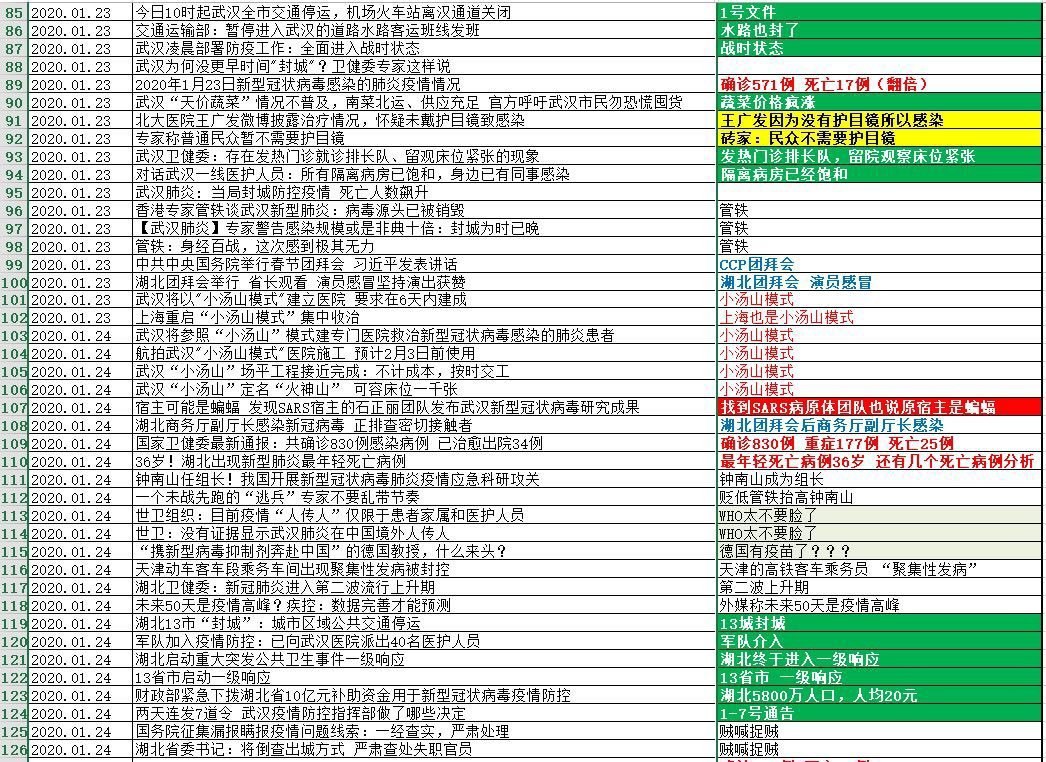 85 2020.01.23 今日10时起武汉全市交通停运，机场火车站离汉通道关闭 1号文件
86 2020.01.23 交通运输部：暂停进入武汉的道路水路客运班线发班 水路也封了
87 2020.01.23 武汉凌晨部署防疫工作：全面进入战时状态 战时状态
88 2020.01.23 武汉为何没更早时间"封城"？卫健委专家这样说
89 2020.01.23 2020年1月23日新型冠状病毒感染的肺炎疫情情况 确诊571例 死亡17例（翻倍）
90 2020.01.23 武汉“天价蔬菜”情况不普及，南菜北运、供应充足 官方呼吁武汉市民勿恐慌囤货 蔬菜价格疯涨
91 2020.01.23 北大医院王广发微博披露治疗情况，怀疑未戴护目镜致感染 王广发因为没有护目镜所以感染
92 2020.01.23 专家称普通民众暂不需要护目镜 砖家：民众不需要护目镜
93 2020.01.23 武汉卫健委：存在发热门诊就诊排长队、留观床位紧张的现象 发热门诊排长队，留院观察床位紧张
94 2020.01.23 对话武汉一线医护人员：所有隔离病房已饱和，身边已有同事感染 隔离病房已经饱和
95 2020.01.23 武汉肺炎：当局封城防控疫情 死亡人数飙升
96 2020.01.23 香港专家管轶谈武汉新型肺炎：病毒源头已被销毁 管轶
97 2020.01.23 【武汉肺炎】专家警告感染规模或是非典十倍：封城为时已晚 管轶
98 2020.01.23 管轶：身经百战，这次感到极其无力 管轶
99 2020.01.23 中共中央国务院举行春节团拜会 习近平发表讲话 CCP团拜会
100 2020.01.23 湖北团拜会举行 省长观看 演员感冒坚持演出获赞 湖北团拜会 演员感冒
101 2020.01.23 武汉将以"小汤山模式"建立医院 要求在6天内建成 小汤山模式
102 2020.01.23 上海重启“小汤山模式”集中收治 上海也是小汤山模式
103 2020.01.24 武汉将参照“小汤山”模式建专门医院救治新型冠状病毒感染的肺炎患者 小汤山模式
104 2020.01.24 航拍武汉"小汤山模式"医院施工 预计2月3日前使用 小汤山模式
105 2020.01.24 武汉“小汤山”场平工程接近完成：不计成本，按时交工 小汤山模式
106 2020.01.24 武汉“小汤山”定名“火神山” 可容床位一千张 小汤山模式
107 2020.01.24 宿主可能是蝙蝠 发现SARS宿主的石正丽团队发布武汉新型冠状病毒研究成果 找到SARS病原体团队也说原宿主是蝙蝠
108 2020.01.24 湖北商务厅副厅长感染新冠病毒 正排查密切接触者 湖北团拜会后商务厅副厅长感染
109 2020.01.24 国家卫健委最新通报：共确诊830例感染病例 已治愈出院34例 确诊830例 重症177例 死亡25例
110 2020.01.24 36岁！湖北出现新型肺炎最年轻死亡病例 最年轻死亡病例36岁 还有几个死亡病例分析
111 2020.01.24 钟南山任组长！我国开展新型冠状病毒肺炎疫情应急科研攻关 钟南山成为组长
112 2020.01.24 一个未战先跑的“逃兵”专家不要乱带节奏 贬低管轶抬高钟南山
113 2020.01.24 世卫组织：目前疫情“人传人”仅限于患者家属和医护人员 WHO太不要脸了
114 2020.01.24 世卫：没有证据显示武汉肺炎在中国境外人传人 WHO太不要脸了
115 2020.01.24 “携新型病毒抑制剂奔赴中国”的德国教授，什么来头？ 德国有疫苗了？？？
116 2020.01.24 天津动车客车段乘务车间出现聚集性发病被封控 天津的高铁客车乘务员 “聚集性发病”
117 2020.01.24 湖北卫健委：新冠肺炎进入第二波流行上升期 第二波上升期
118 2020.01.24 未来50天是疫情高峰？疾控：数据完善才能预测 外媒称未来50天是疫情高峰
119 2020.01.24 湖北13市“封城”：城市区域公共交通停运 13城封城
120 2020.01.24 军队加入疫情防控：已向武汉医院派出40名医护人员 军队介入
121 2020.01.24 湖北启动重大突发公共卫生事件一级响应 湖北终于进入一级响应
122 2020.01.24 13省市启动一级响应 13省市 一级响应
123 2020.01.24 财政部紧急下拨湖北省10亿元补助资金用于新型冠状病毒疫情防控 湖北5800万人口，人均20元
124 2020.01.24 两天连发7道令 武汉疫情防控指挥部做了哪些决定 1-7号通告
125 2020.01.24 国务院征集漏报瞒报疫情问题线索：一经查实，严肃处理 贼喊捉贼
126 2020.01.24 湖北省委书记：将倒查出城方式 严肃查处失职官员 贼喊捉贼